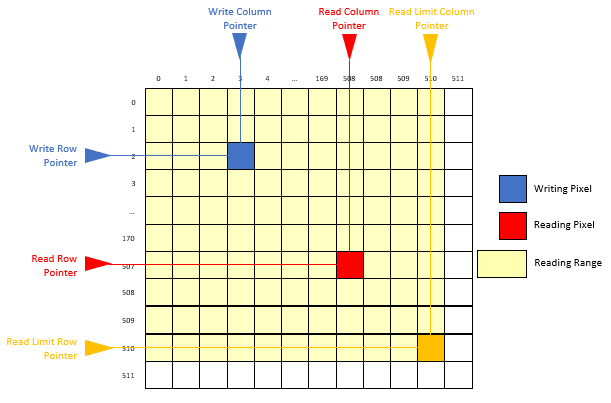 Write Column
Pointer
Read Column
Pointer
Read Limit Column
Pointer
0 1 2 3 4 ... 169 508 508 509 510 511
0
1
Write Row
Pointer
2
3
...
170
Read Row
Pointer
507
508
509
Read Limit Row
Pointer
510
511
Writing Pixel
Reading Pixel
Reading Range